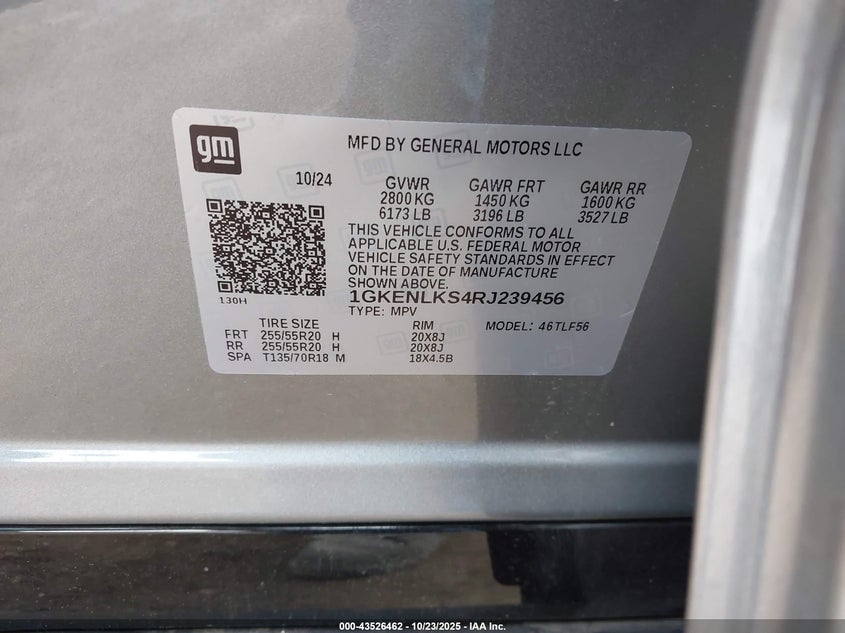 gm
MFD BY GENERAL MOTORS LLC
10/24 GVWR GAWR FRT GAWR RR
2800 KG 1450 KG 1600 KG
6173 LB 3196 LB 3527 LB
THIS VEHICLE CONFORMS TO ALL
APPLICABLE U.S. FEDERAL MOTOR
VEHICLE SAFETY STANDARDS IN EFFECT
ON THE DATE OF MANUFACTURE
SHOWN ABOVE.
130H
1GKENLKS4RJ239456
TYPE: MPV
TIRE SIZE RIM MODEL: 46TLF56
FRT 255/55R20 H 20X8J
RR 255/55R20 H 20X8J
SPA T135/70R18 M 18X4.5B
000-43526462 - 10/23/2025 - IAA Inc.